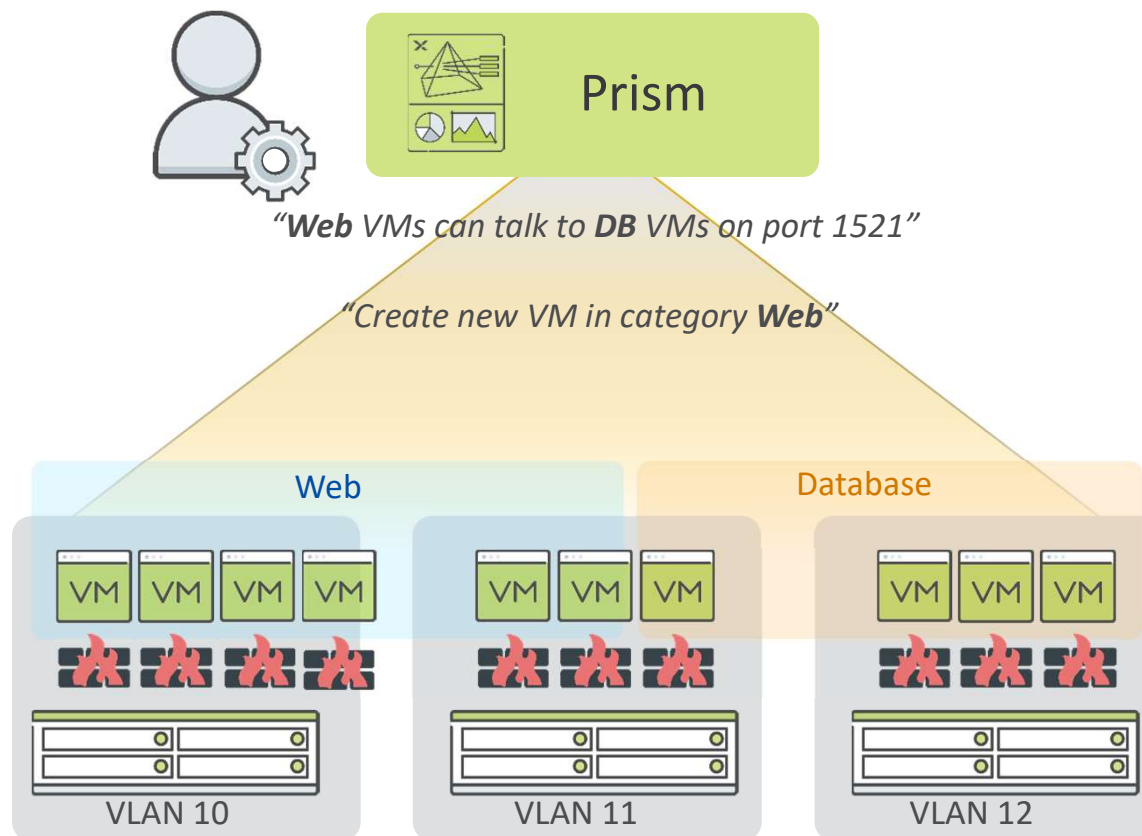 Prism
“Web VMs can talk to DB VMs on port 1521”
“Create new VM in category Web”
Web
Database
VM VM VM VM VM VM VM VM VM VM
VLAN 10
VLAN 11
VLAN 12